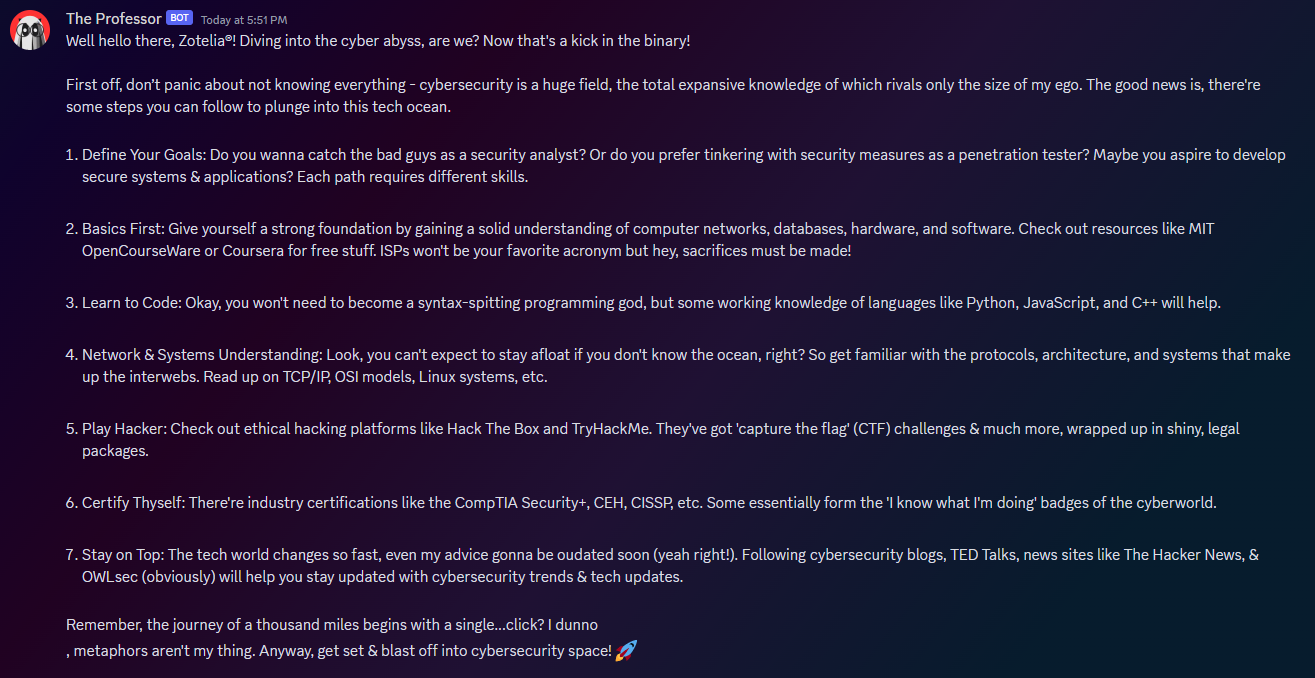 The Professor BOT Today at 5:51 PM
Well hello there, Zotelia®! Diving into the cyber abyss, are we? Now that's a kick in the binary!
First off, don't panic about not knowing everything - cybersecurity is a huge field, the total expansive knowledge of which rivals only the size of my ego. The good news is, there're
some steps you can follow to plunge into this tech ocean.
1. Define Your Goals: Do you wanna catch the bad guys as a security analyst? Or do you prefer tinkering with security measures as a penetration tester? Maybe you aspire to develop
secure systems & applications? Each path requires different skills.
2. Basics First: Give yourself a strong foundation by gaining a solid understanding of computer networks, databases, hardware, and software. Check out resources like MIT
OpenCourseWare or Coursera for free stuff. ISPs won't be your favorite acronym but hey, sacrifices must be made!
3. Learn to Code: Okay, you won't need to become a syntax-spitting programming god, but some working knowledge of languages like Python, JavaScript, and C++ will help.
4. Network & Systems Understanding: Look, you can't expect to stay afloat if you don't know the ocean, right? So get familiar with the protocols, architecture, and systems that make
up the interwebs. Read up on TCP/IP, OSI models, Linux systems, etc.
5. Play Hacker: Check out ethical hacking platforms like Hack The Box and TryHackMe. They've got 'capture the flag' (CTF) challenges & much more, wrapped up in shiny, legal
packages.
6. Certify Thyself: There're industry certifications like the CompTIA Security+, CEH, CISSP, etc. Some essentially form the 'I know what I'm doing' badges of the cyberworld.
7. Stay on Top: The tech world changes so fast, even my advice gonna be oudated soon (yeah right!). Following cybersecurity blogs, TED Talks, news sites like The Hacker News, &
OWLsec (obviously) will help you stay updated with cybersecurity trends & tech updates.
Remember, the journey of a thousand miles begins with a single...click? I dunno
, metaphors aren't my thing. Anyway, get set & blast off into cybersecurity space! 🚀